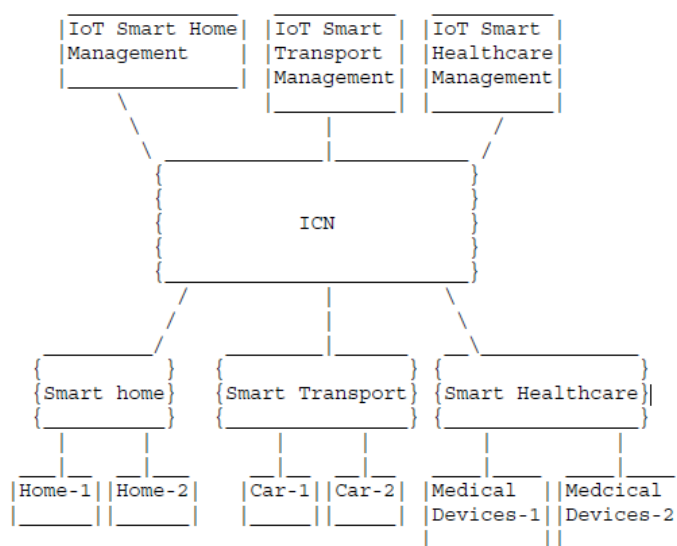 IoT Smart Home IoT Smart IoT Smart
Management Transport Healthcare
Management Management
ICN
Smart home Smart Transport Smart Healthcare
Home-1 Home-2 Car-1 Car-2 Medical Medcical
Devices-1 Devices-2